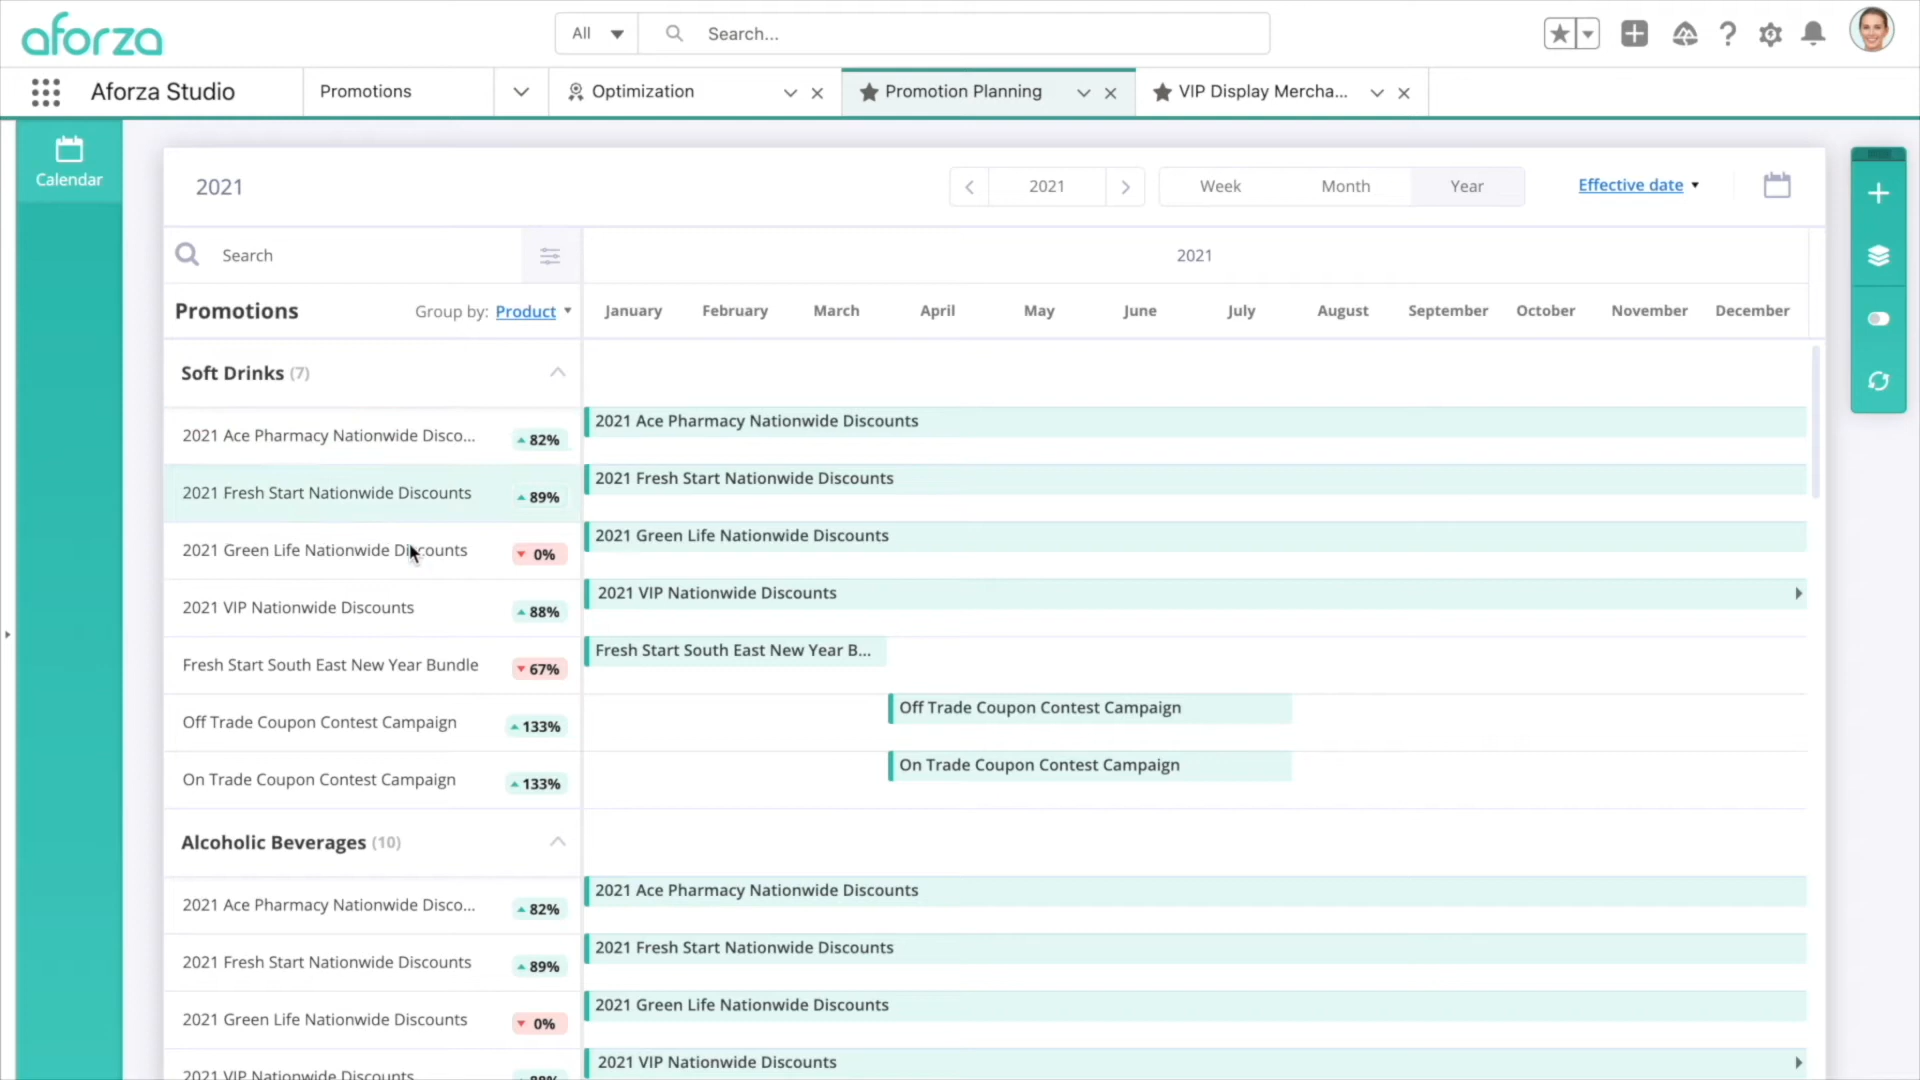 aforza
All
Search...
Aforza Studio
Promotions
Optimization
Promotion Planning
VIP Display Mercha...
Calendar
2021
2021
Week
Month
Year
Effective date
Search
2021
Promotions
Group by: Product
January
February
March
April
May
June
July
August
September
October
November
December
Soft Drinks (7)
2021 Ace Pharmacy Nationwide Disco...
82%
2021 Ace Pharmacy Nationwide Discounts
2021 Fresh Start Nationwide Discounts
89%
2021 Fresh Start Nationwide Discounts
2021 Green Life Nationwide Discounts
0%
2021 Green Life Nationwide Discounts
2021 VIP Nationwide Discounts
88%
2021 VIP Nationwide Discounts
Fresh Start South East New Year Bundle
67%
Fresh Start South East New Year B...
Off Trade Coupon Contest Campaign
133%
Off Trade Coupon Contest Campaign
On Trade Coupon Contest Campaign
133%
On Trade Coupon Contest Campaign
Alcoholic Beverages (10)
2021 Ace Pharmacy Nationwide Disco...
82%
2021 Ace Pharmacy Nationwide Discounts
2021 Fresh Start Nationwide Discounts
89%
2021 Fresh Start Nationwide Discounts
2021 Green Life Nationwide Discounts
0%
2021 Green Life Nationwide Discounts
2021 VIP Nationwide Discounts
88%
2021 VIP Nationwide Discounts